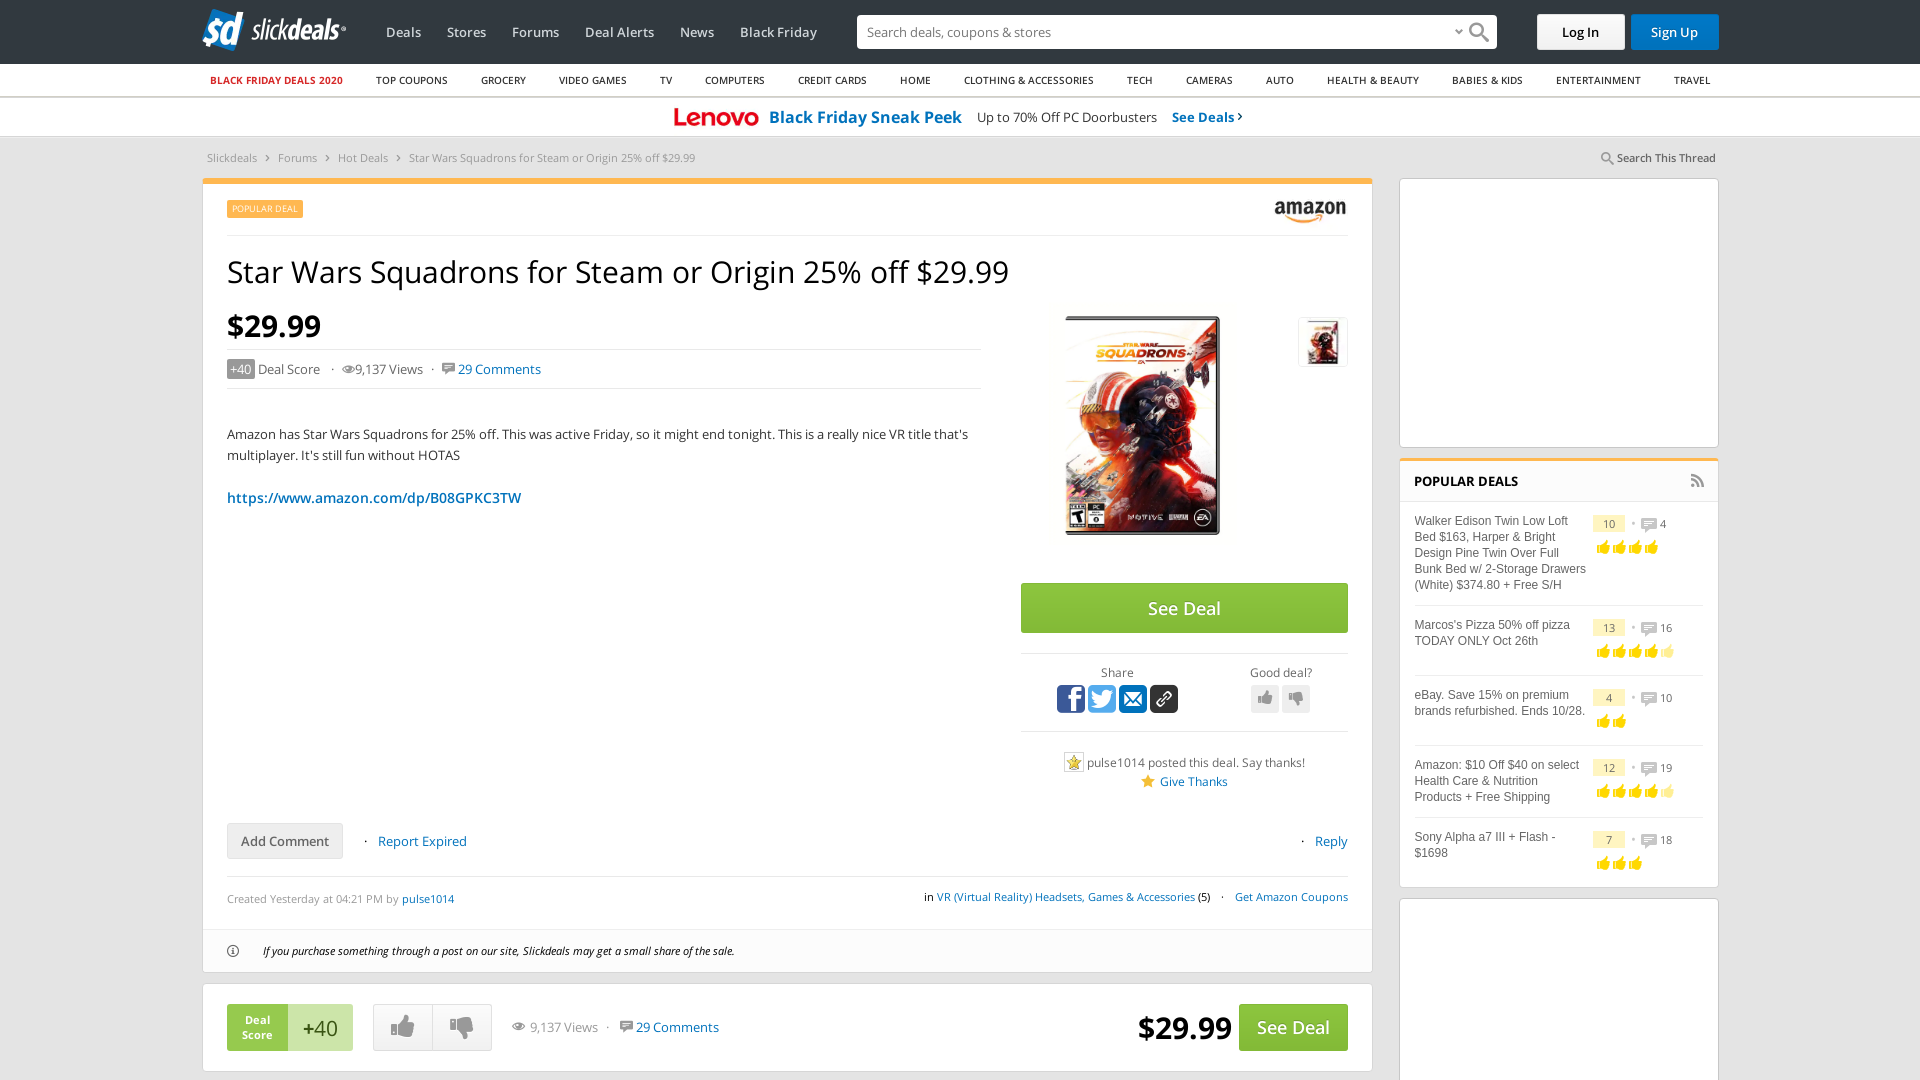 slickdeals
Deals
Stores
Forums
Deal Alerts
News
Black Friday
Search deals, coupons & stores
Log In
Sign Up
BLACK FRIDAY DEALS 2020
TOP COUPONS
GROCERY
VIDEO GAMES
TV
COMPUTERS
CREDIT CARDS
HOME
CLOTHING & ACCESSORIES
TECH
CAMERAS
AUTO
HEALTH & BEAUTY
BABIES & KIDS
ENTERTAINMENT
TRAVEL
Lenovo Black Friday Sneak Peek Up to 70% Off PC Doorbusters See Deals ›
Slickdeals › Forums › Hot Deals › Star Wars Squadrons for Steam or Origin 25% off $29.99
Search This Thread
POPULAR DEAL
amazon
Star Wars Squadrons for Steam or Origin 25% off $29.99
$29.99
+40 Deal Score · 9,137 Views · 29 Comments
Amazon has Star Wars Squadrons for 25% off. This was active Friday, so it might end tonight. This is a really nice VR title that's
multiplayer. It's still fun without HOTAS
https://www.amazon.com/dp/B08GPKC3TW
STAR WARS
SQUADRONS
EA
T
PC
MOTIVE
EA
See Deal
Share
Good deal?
pulse1014 posted this deal. Say thanks!
Give Thanks
Add Comment
· Report Expired
· Reply
Created Yesterday at 04:21 PM by pulse1014
in VR (Virtual Reality) Headsets, Games & Accessories (5) · Get Amazon Coupons
If you purchase something through a post on our site, Slickdeals may get a small share of the sale.
Deal
Score
+40
9,137 Views · 29 Comments
$29.99
See Deal
POPULAR DEALS
Walker Edison Twin Low Loft
Bed $163, Harper & Bright
Design Pine Twin Over Full
Bunk Bed w/ 2-Storage Drawers
(White) $374.80 + Free S/H
10 • 4
Marcos's Pizza 50% off pizza
TODAY ONLY Oct 26th
13 • 16
eBay. Save 15% on premium
brands refurbished. Ends 10/28.
4 • 10
Amazon: $10 Off $40 on select
Health Care & Nutrition
Products + Free Shipping
12 • 19
Sony Alpha a7 III + Flash -
$1698
7 • 18